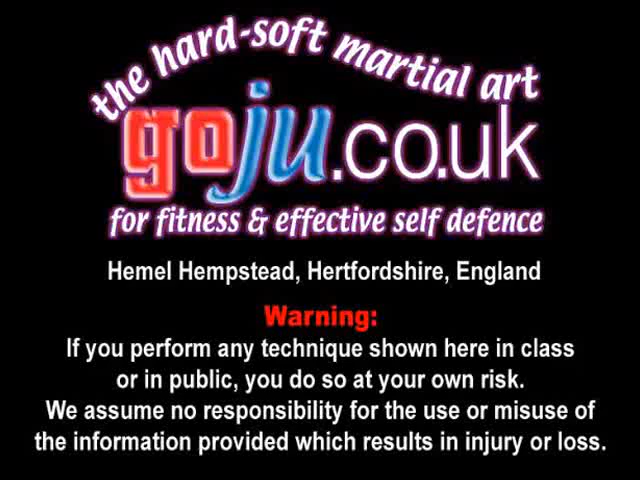 the hard-soft martial art
goju.co.uk
for fitness & effective self defence
Hemel Hempstead, Hertfordshire, England
Warning:
If you perform any technique shown here in class
or in public, you do so at your own risk.
We assume no responsibility for the use or misuse of
the information provided which results in injury or loss.